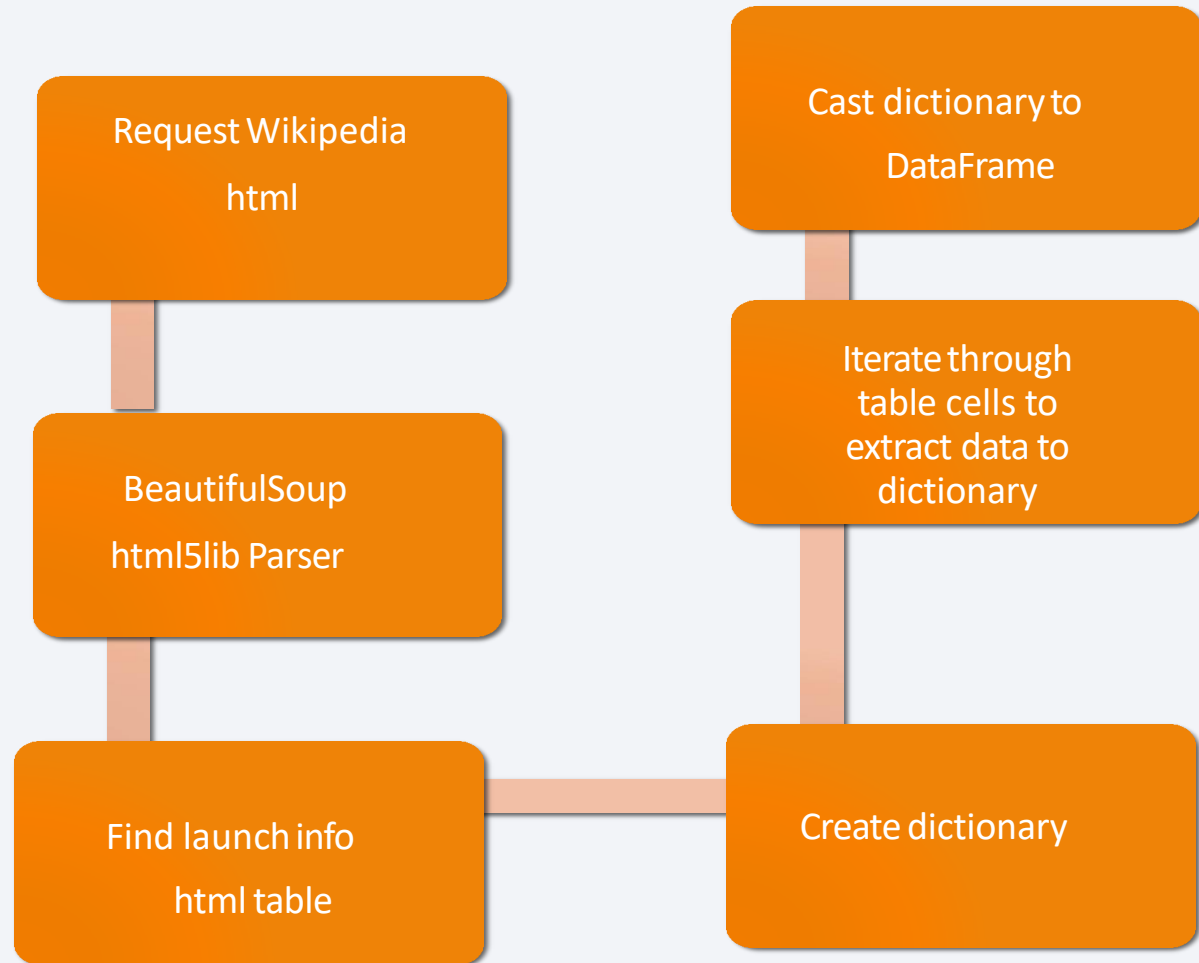 Request Wikipedia
html
BeautifulSoup
html5lib Parser
Find launch info
html table
Create dictionary
Iterate through
table cells to
extract data to
dictionary
Cast dictionary to
DataFrame